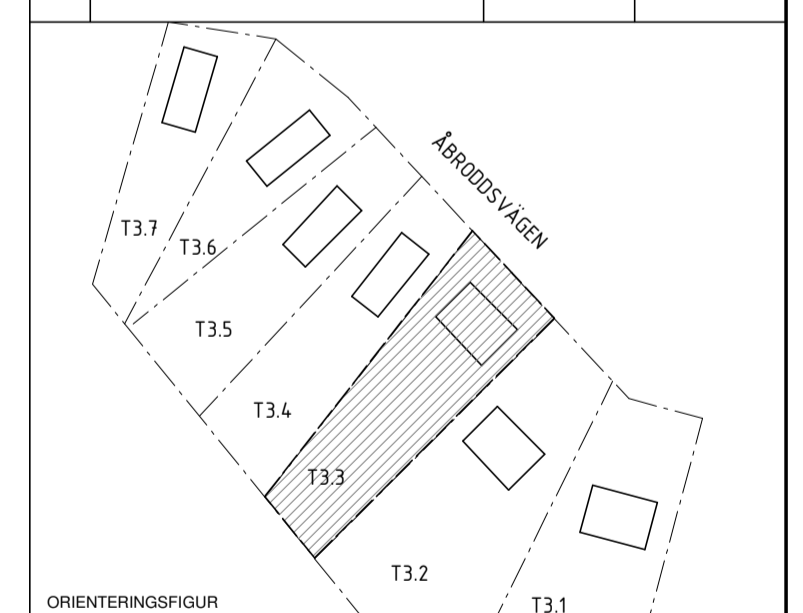 ÅBRODDSVÄGEN
T3.7
T3.6
T3.5
T3.4
T3.3
T3.2
T3.1
ORIENTERINGSFIGUR